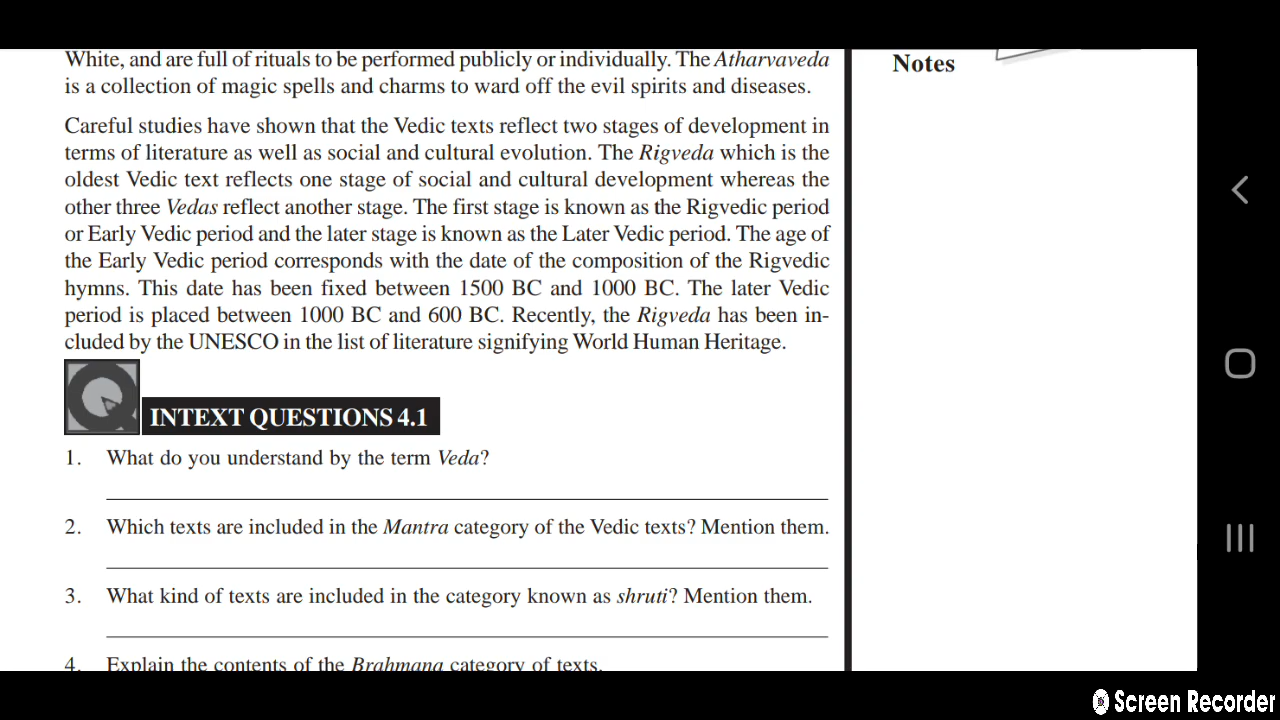 White, and are full of rituals to be performed publicly or individually. The Atharvaveda
is a collection of magic spells and charms to ward off the evil spirits and diseases.
Careful studies have shown that the Vedic texts reflect two stages of development in
terms of literature as well as social and cultural evolution. The Rigveda which is the
oldest Vedic text reflects one stage of social and cultural development whereas the
other three Vedas reflect another stage. The first stage is known as the Rigvedic period
or Early Vedic period and the later stage is known as the Later Vedic period. The age of
the Early Vedic period corresponds with the date of the composition of the Rigvedic
hymns. This date has been fixed between 1500 BC and 1000 BC. The later Vedic
period is placed between 1000 BC and 600 BC. Recently, the Rigveda has been in-
cluded by the UNESCO in the list of literature signifying World Human Heritage.
INTEXT QUESTIONS 4.1
1. What do you understand by the term Veda?
2. Which texts are included in the Mantra category of the Vedic texts? Mention them.
3. What kind of texts are included in the category known as shruti? Mention them.
4. Explain the contents of the Brahmana category of texts.
Notes
Screen Recorder